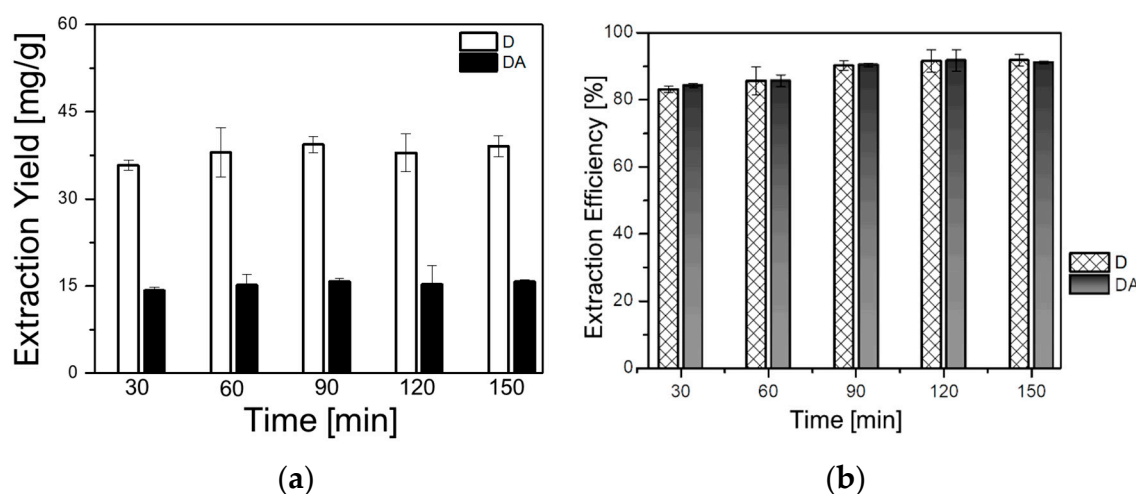 60
45
30
15
0
Extraction Yield [mg/g]
D
DA
30 60 90 120 150
Time [min]
(a)
100
80
60
40
20
0
Extraction Efficiency [%]
D
DA
30 60 90 120 150
Time [min]
(b)